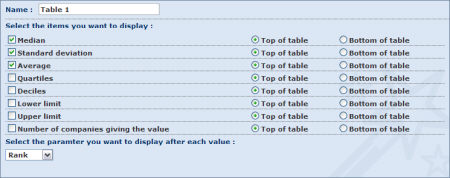 Name : Table 1
Select the items you want to display :
Median Top of table Bottom of table
Standard deviation Top of table Bottom of table
Average Top of table Bottom of table
Quartiles Top of table Bottom of table
Deciles Top of table Bottom of table
Lower limit Top of table Bottom of table
Upper limit Top of table Bottom of table
Number of companies giving the value Top of table Bottom of table
Select the paramter you want to display after each value :
Rank